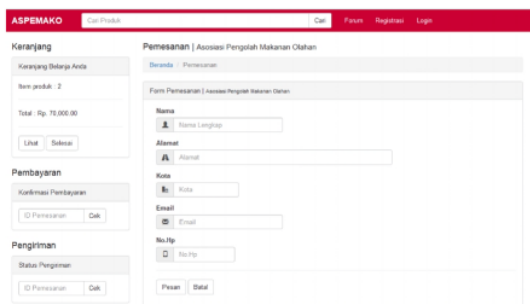 ASPEMAKO
Cari Produk
Cari
Forum
Registrasi
Login
Keranjang
Keranjang Belanja Anda
Item produk : 2
Total : Rp. 70,000.00
Lihat
Selesai
Pembayaran
Konfirmasi Pembayaran
ID Pemesanan
Cek
Pengiriman
Status Pengiriman
ID Pemesanan
Cek
Pemesanan | Asosiasi Pengolah Makanan Olahan
Beranda / Pemesanan
Form Pemesanan | Asosiasi Pengolah Makanan Olahan
Nama
Nama Lengkap
Alamat
Alamat
Kota
Kota
Email
Email
No.Hp
No.Hp
Pesan
Batal